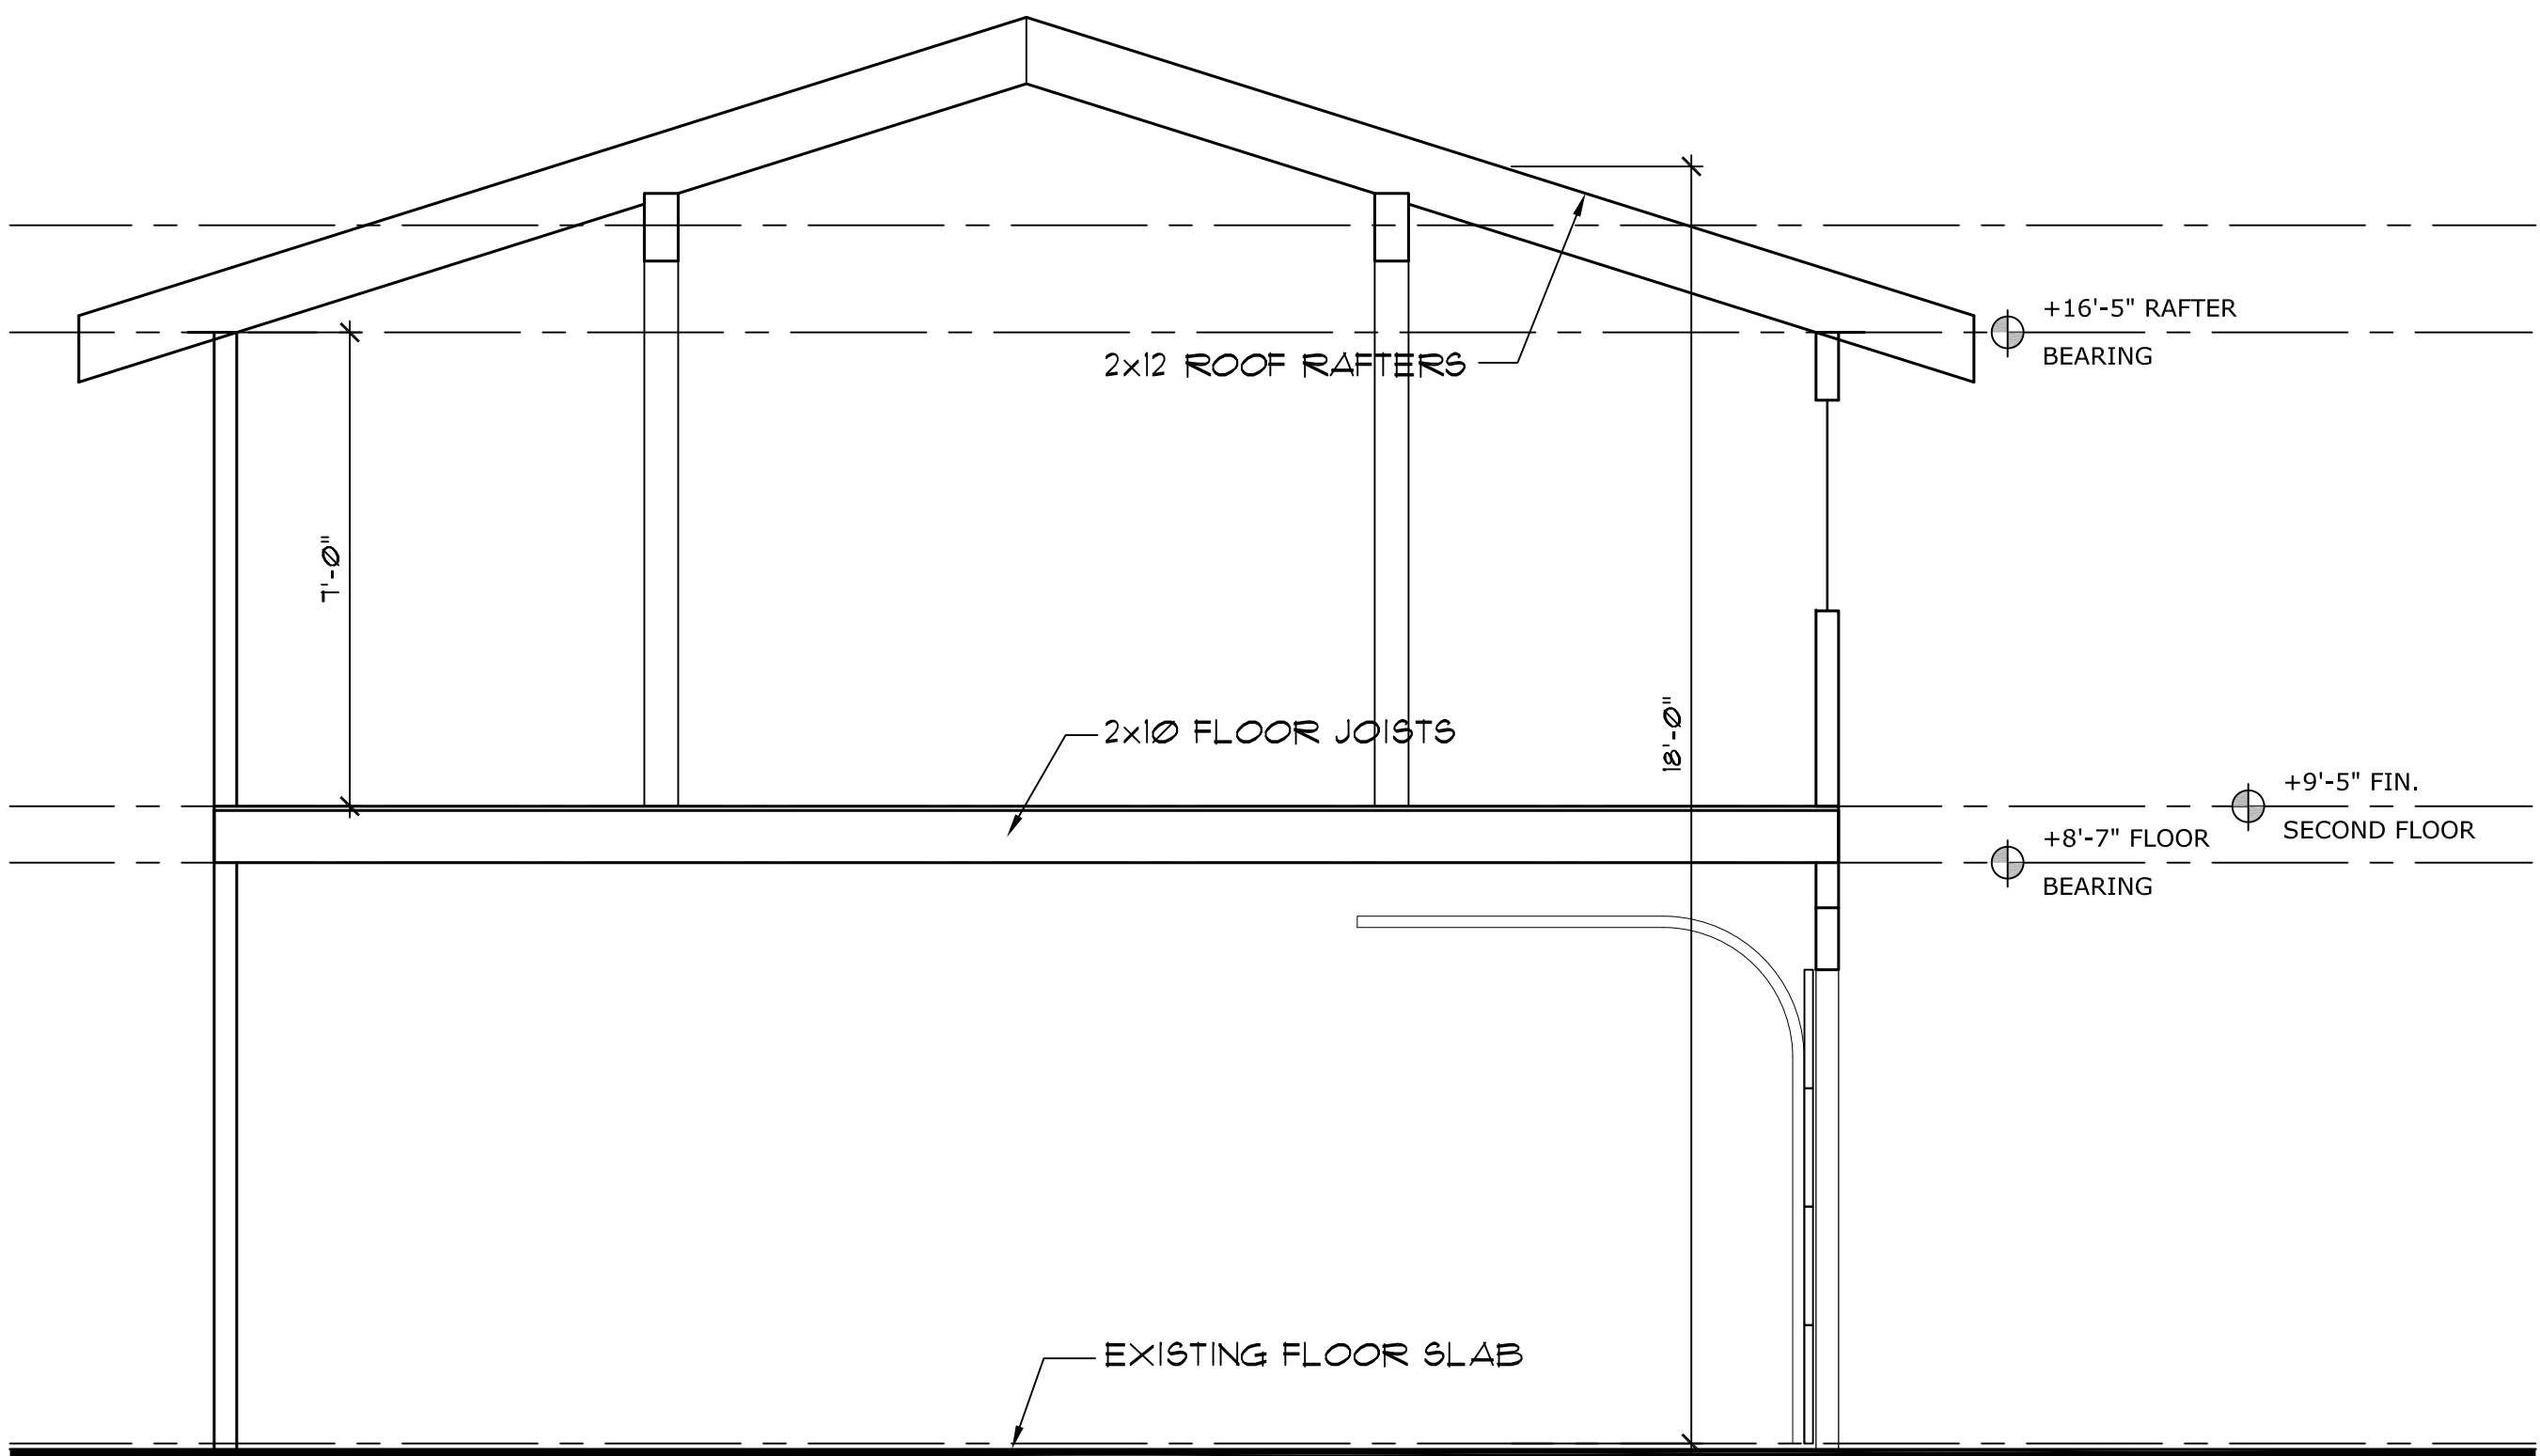 +16'-5" RAFTER
BEARING
2x12 ROOF RAFTERS
7'-0"
18'-0"
2x10 FLOOR JOISTS
+9'-5" FIN.
SECOND FLOOR
+8'-7" FLOOR
BEARING
EXISTING FLOOR SLAB